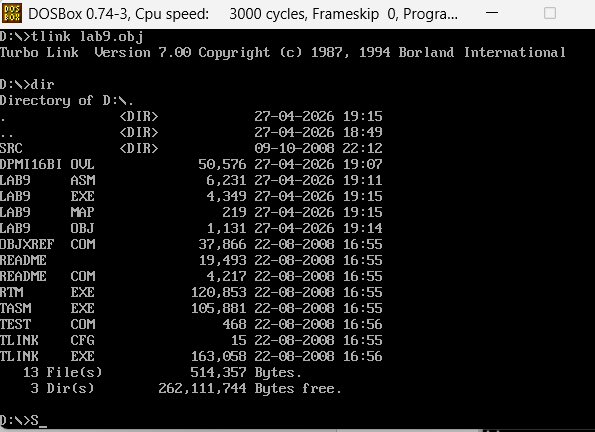 DOSBox 0.74-3, Cpu speed: 3000 cycles, Frameskip 0, Progra...
D:\>tlink lab9.obj
Turbo Link Version 7.00 Copyright (c) 1987, 1994 Borland International
D:\>dir
Directory of D:\.
. <DIR> 27-04-2026 19:15
.. <DIR> 27-04-2026 18:49
SRC <DIR> 09-10-2008 22:12
DPMI16BI OVL 50,576 27-04-2026 19:07
LAB9 ASM 6,231 27-04-2026 19:11
LAB9 EXE 4,349 27-04-2026 19:15
LAB9 MAP 219 27-04-2026 19:15
LAB9 OBJ 1,131 27-04-2026 19:14
OBJXREF COM 37,866 22-08-2008 16:55
README 19,493 22-08-2008 16:55
README COM 4,217 22-08-2008 16:55
RTM EXE 120,853 22-08-2008 16:55
TASM EXE 105,881 22-08-2008 16:55
TEST COM 468 22-08-2008 16:56
TLINK CFG 15 22-08-2008 16:55
TLINK EXE 163,058 22-08-2008 16:56
13 File(s) 514,357 Bytes.
3 Dir(s) 262,111,744 Bytes free.
D:\>S_